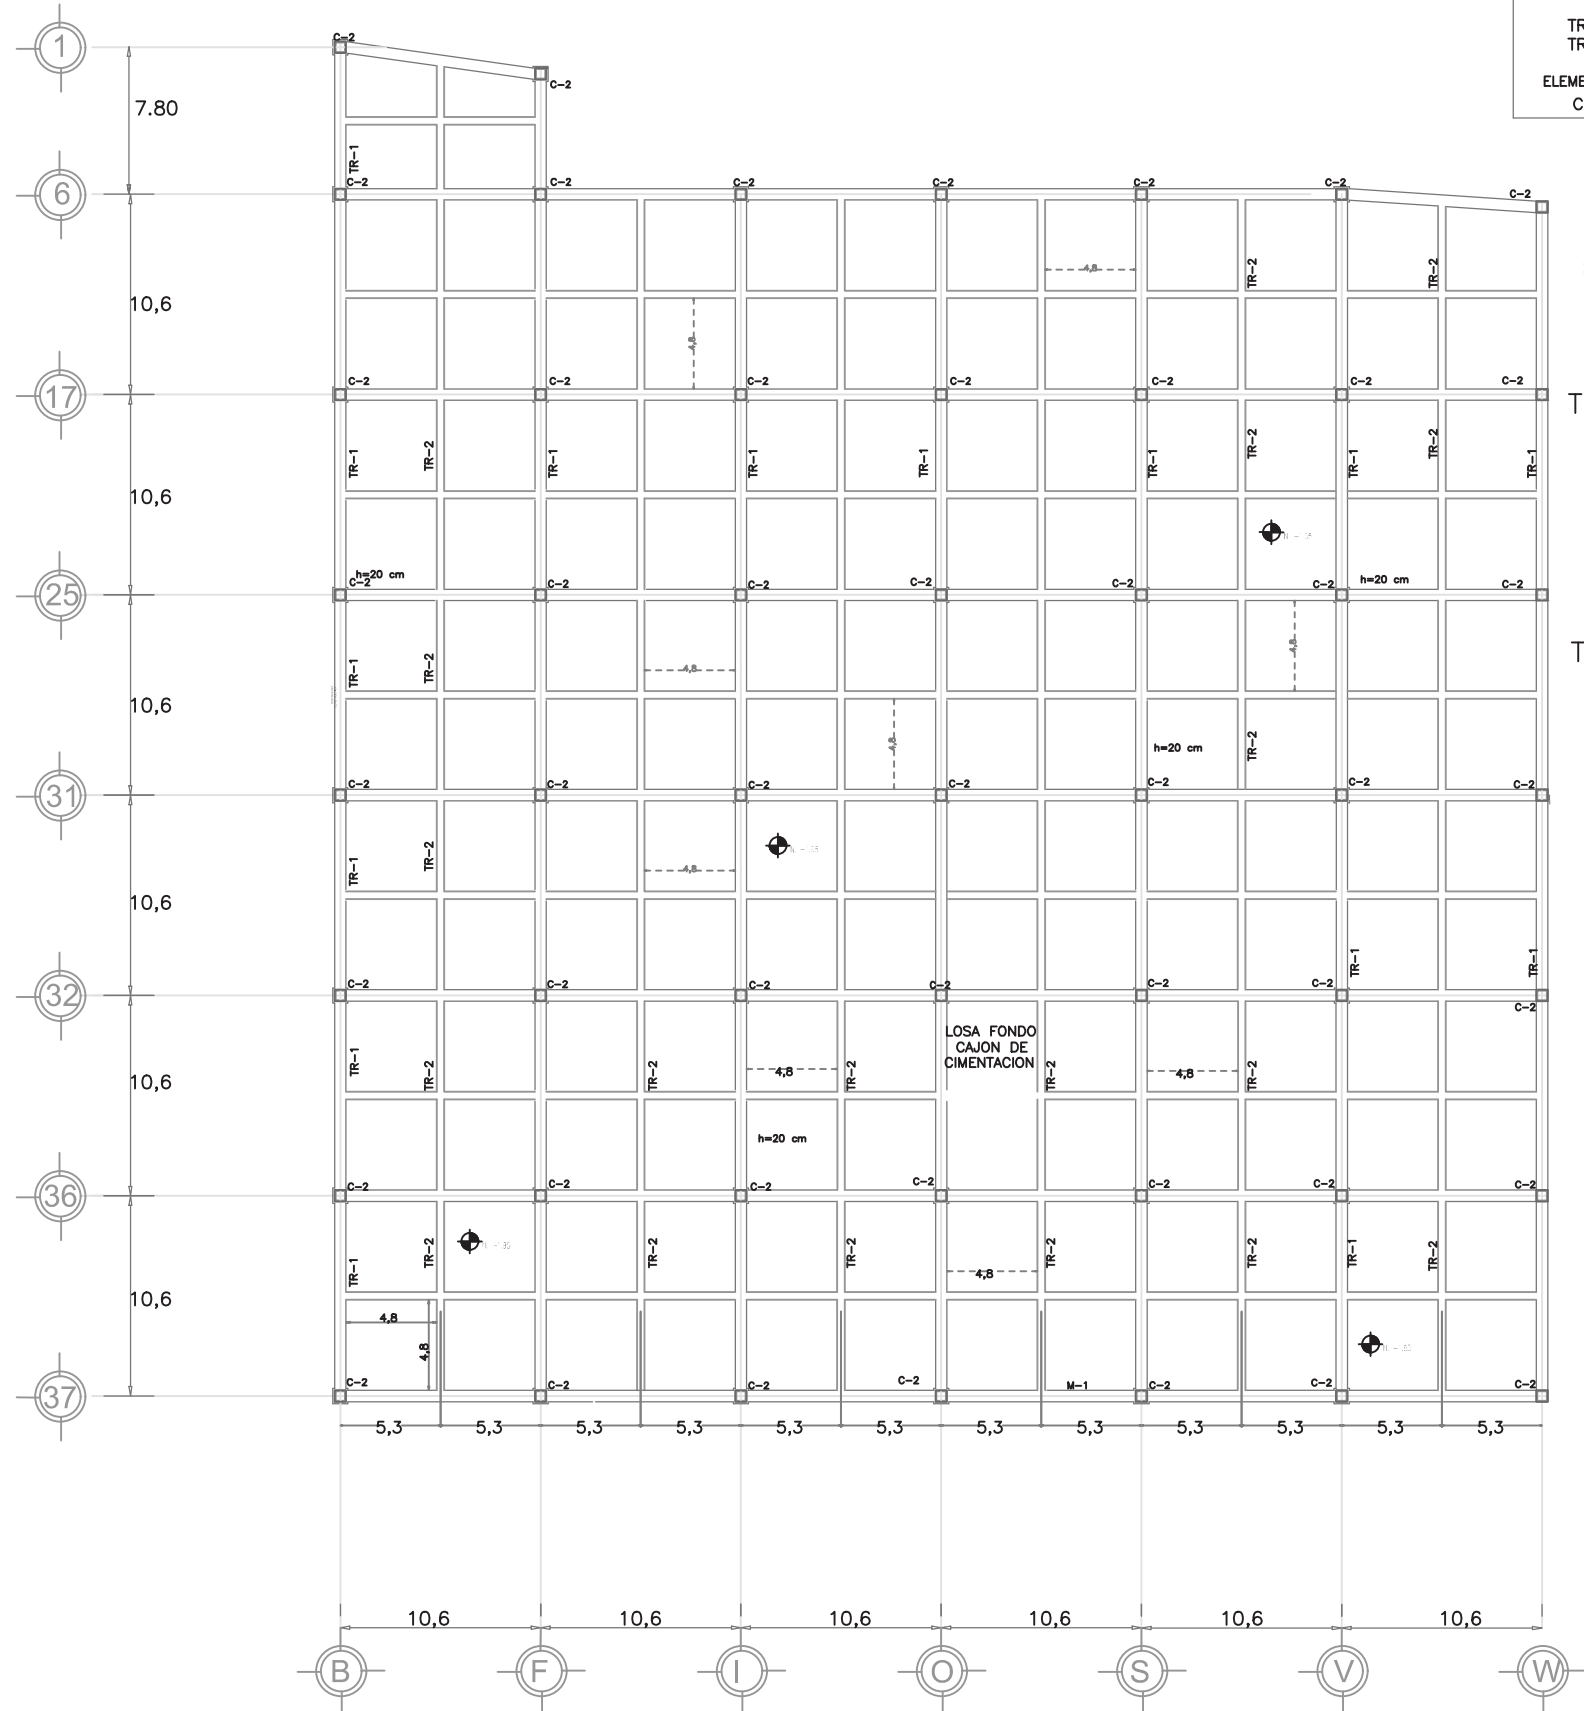 TR
TR
ELEME
C
1
C-2
C-2
7.80
TR-1
6
C-2
C-2
C-2
C-2
C-2
C-2
C-2
4,8
TR-2
TR-2
10,6
4,8
17
C-2
C-2
C-2
C-2
C-2
C-2
C-2
T
TR-1
TR-2
TR-1
TR-1
TR-1
TR-1
TR-2
TR-1
TR-2
TR-1
10,6
h=20 cm
h=20 cm
25
C-2
C-2
C-2
C-2
C-2
C-2
C-2
T
TR-1
TR-2
4,8
4,8
10,6
4,8
h=20 cm
TR-2
31
C-2
C-2
C-2
C-2
C-2
C-2
C-2
TR-1
TR-2
4,8
10,6
TR-1
TR-1
32
C-2
C-2
C-2
C-2
C-2
C-2
C-2
LOSA FONDO
CAJON DE
CIMENTACION
10,6
TR-1
TR-2
TR-2
4,8
TR-2
TR-2
4,8
TR-2
h=20 cm
36
C-2
C-2
C-2
C-2
C-2
C-2
C-2
TR-1
TR-2
TR-2
TR-2
4,8
TR-2
TR-2
TR-1
TR-2
10,6
4,8
4,8
37
C-2
C-2
C-2
C-2
M-1
C-2
C-2
C-2
5,3 5,3 5,3 5,3 5,3 5,3 5,3 5,3 5,3 5,3 5,3 5,3
10,6 10,6 10,6 10,6 10,6 10,6
B F I O S V W